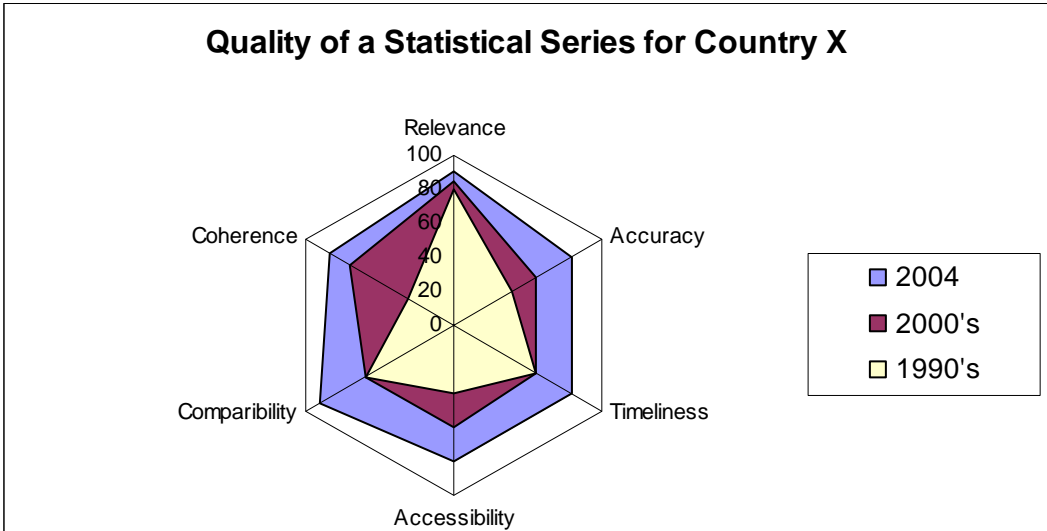 Quality of a Statistical Series for Country X
Relevance
100
80
60
40
20
0
Coherence
Accuracy
Comparibility
Timeliness
Accessibility
2004
2000's
1990's